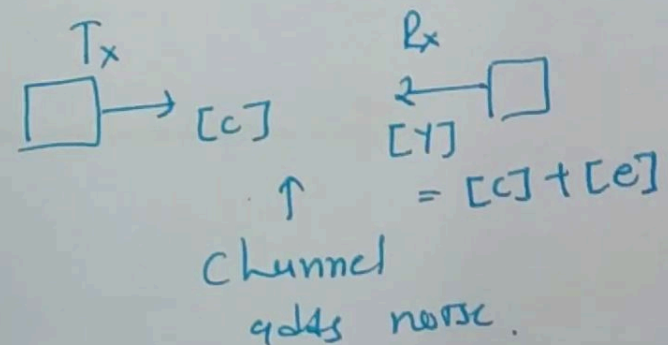 Tx
Rx
[c]
[Y]
= [c] + [e]
Channel
adds noise.